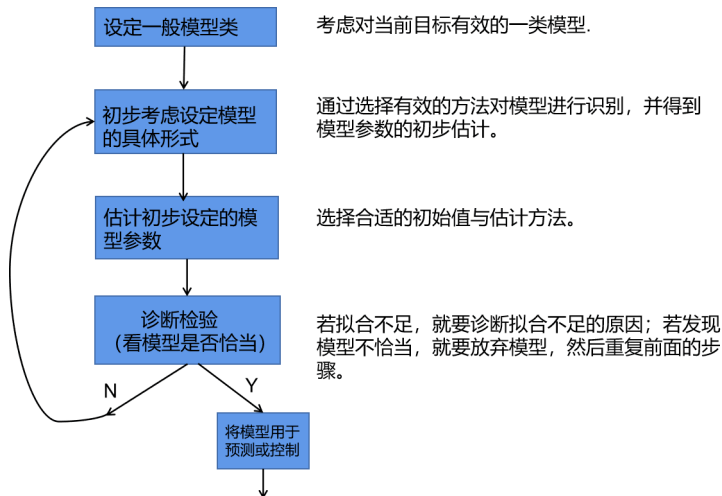 设定一般模型类
考虑对当前目标有效的一类模型.
初步考虑设定模型
的具体形式
通过选择有效的方法对模型进行识别，并得到
模型参数的初步估计。
估计初步设定的模
型参数
选择合适的初始值与估计方法。
诊断检验
（看模型是否恰当）
若拟合不足，就要诊断拟合不足的原因；若发现
模型不恰当，就要放弃模型，然后重复前面的步
骤。
N
Y
将模型用于
预测或控制